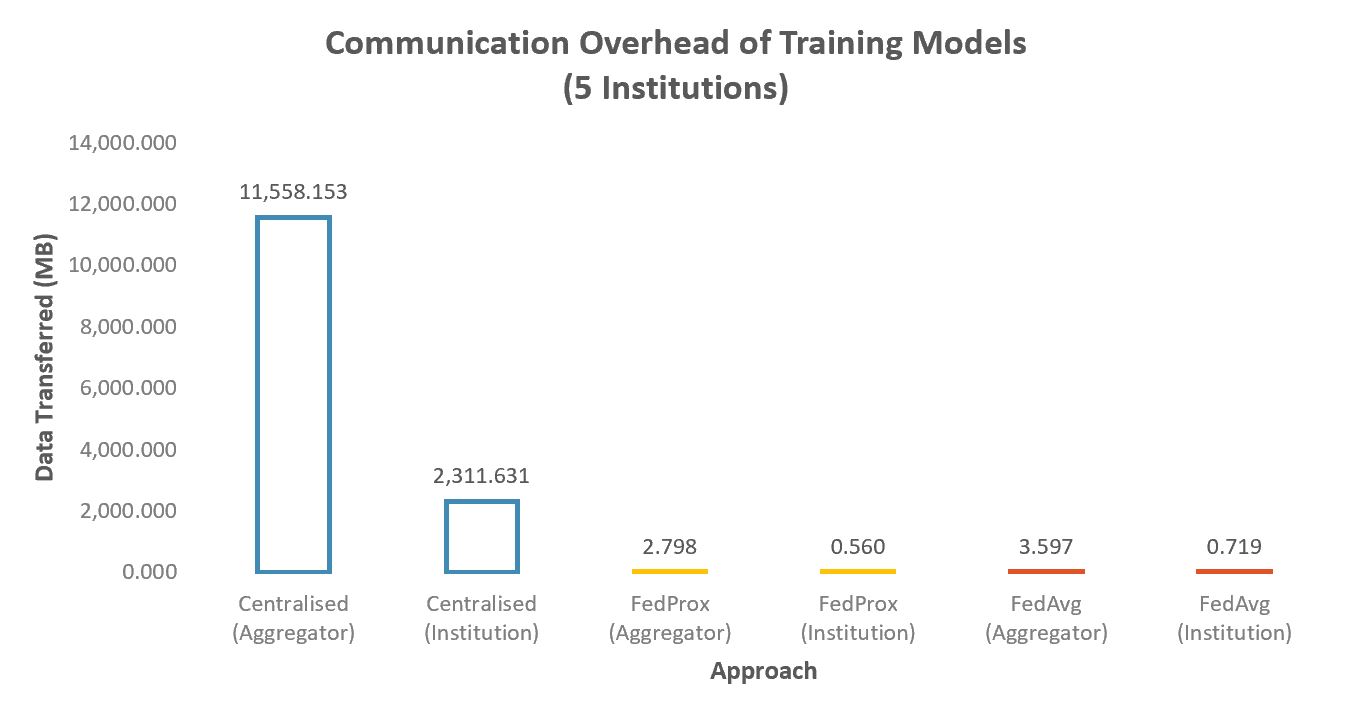 Communication Overhead of Training Models
(5 Institutions)
Data Transferred (MB)
14,000.000
12,000.000
10,000.000
8,000.000
6,000.000
4,000.000
2,000.000
0.000
11,558.153
2,311.631
2.798
0.560
3.597
0.719
Centralised
(Aggregator)
Centralised
(Institution)
FedProx
(Aggregator)
FedProx
(Institution)
FedAvg
(Aggregator)
FedAvg
(Institution)
Approach